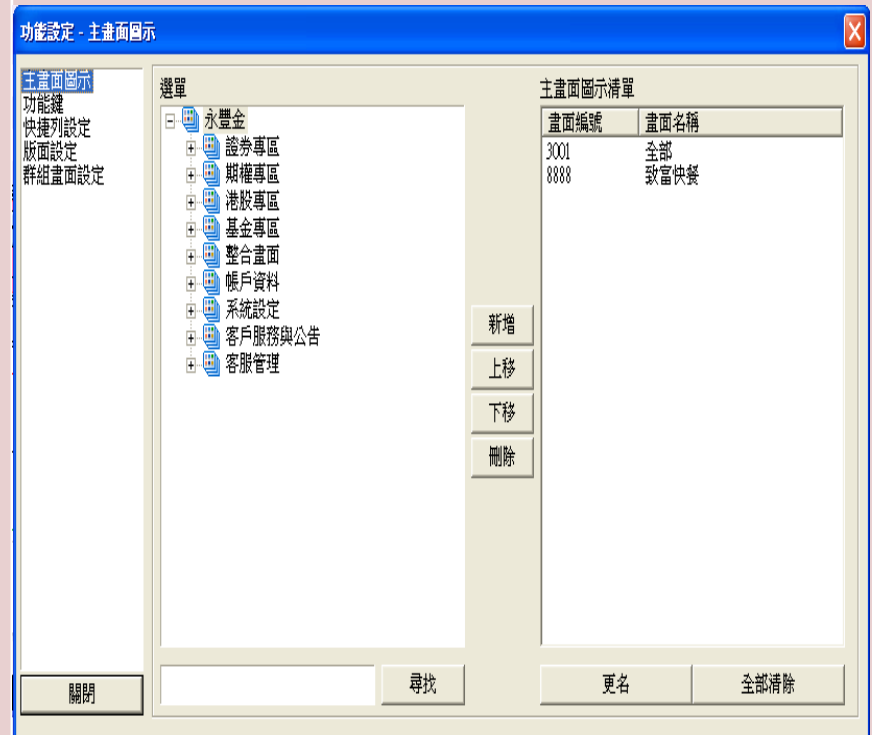 功能設定 - 主畫面圖示
主畫面圖示
功能鍵
快捷列設定
版面設定
群組畫面設定
關閉
選單
永豐金
證券專區
期權專區
港股專區
基金專區
整合畫面
帳戶資料
系統設定
客戶服務與公告
客服管理
尋找
新增
上移
下移
刪除
主畫面圖示清單
畫面編號 畫面名稱
3001 全部
8888 致富快餐
更名
全部清除